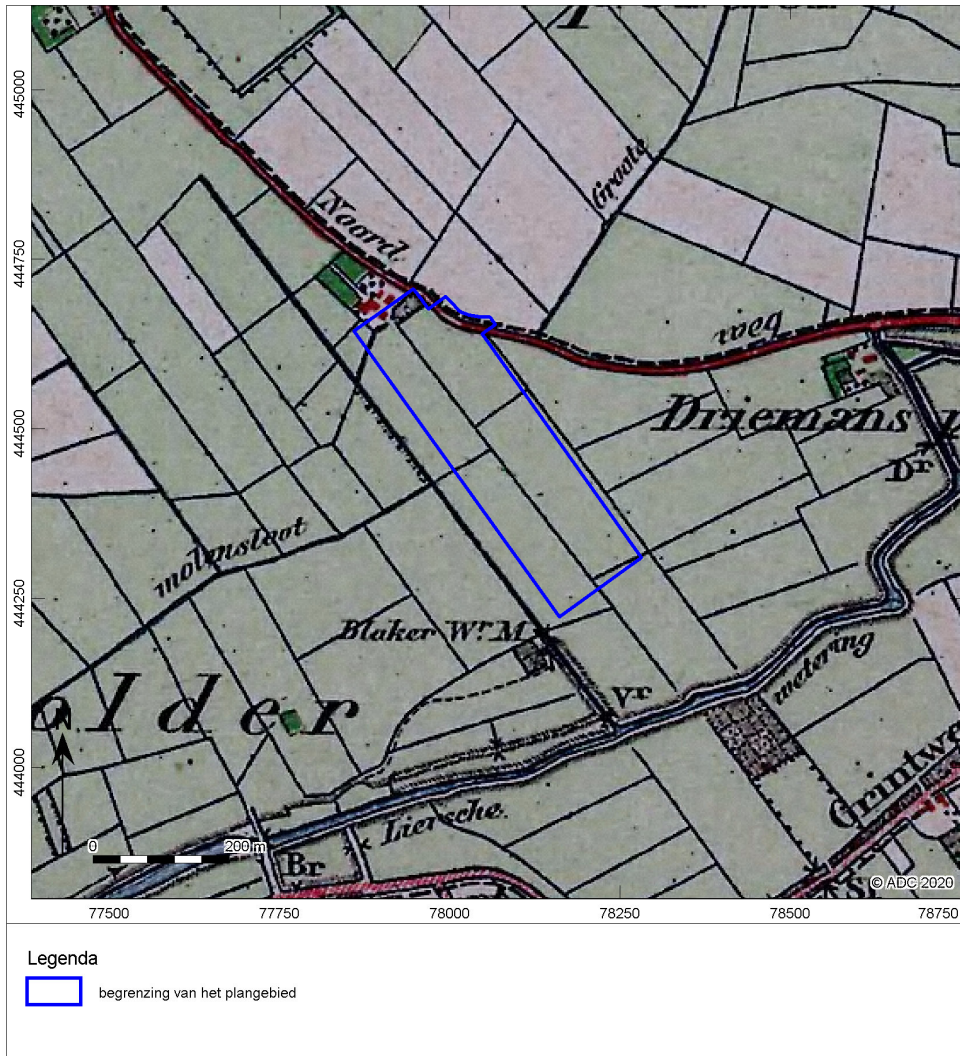 445000
444750
444500
444250
444000
Noord
Groote
weg
Driemans
Dr
molensloot
Blaker Wr. M
Vr
watering
older
N
Grintwe
Liersche.
Br
0
200 m
© ADC 2020
77500
77750
78000
78250
78500
78750
Legenda
begrenzing van het plangebied